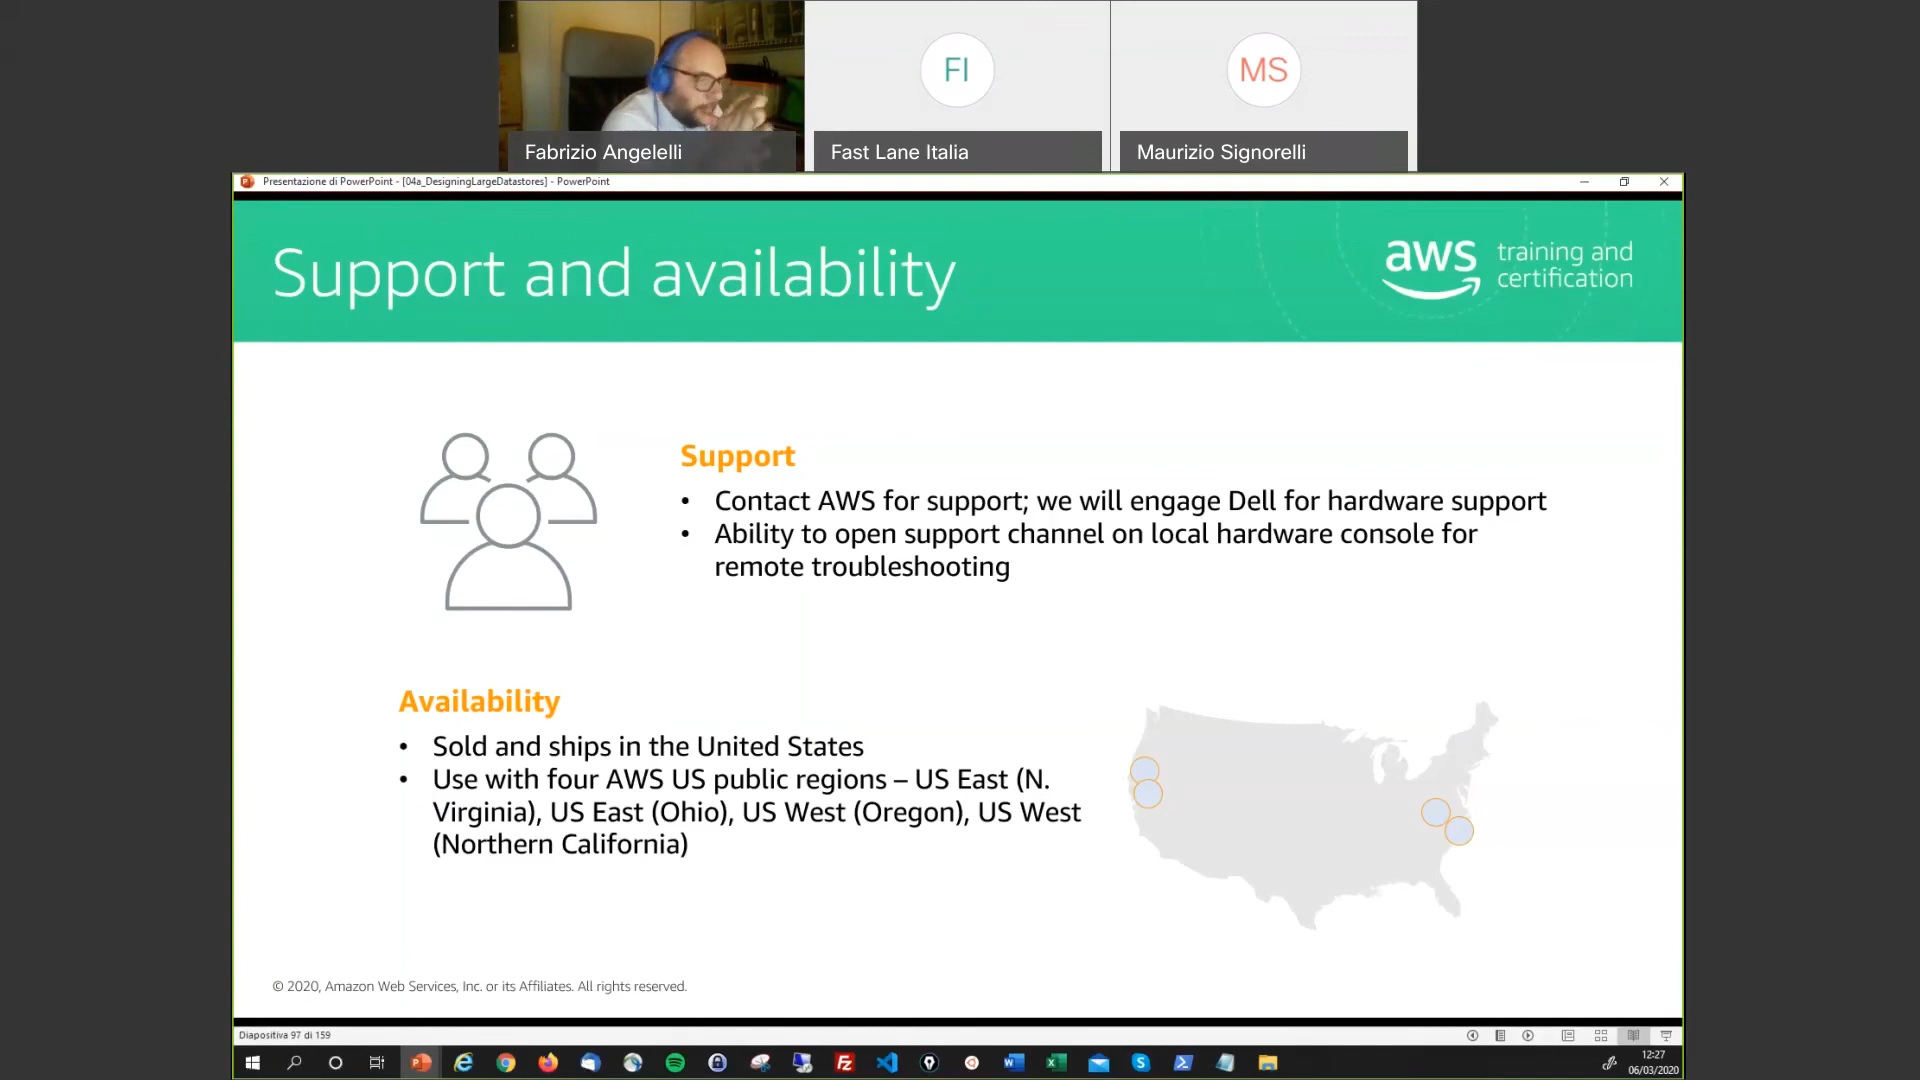 FI
MS
Fabrizio Angelelli
Fast Lane Italia
Maurizio Signorelli
Presentazione di PowerPoint - [04a_DesigningLargeDatastores] - PowerPoint
Support and availability
aws
training and
certification
Support
• Contact AWS for support; we will engage Dell for hardware support
• Ability to open support channel on local hardware console for
remote troubleshooting
Availability
• Sold and ships in the United States
• Use with four AWS US public regions – US East (N.
Virginia), US East (Ohio), US West (Oregon), US West
(Northern California)
© 2020, Amazon Web Services, Inc. or its Affiliates. All rights reserved.
Diapositiva 97 di 159
12:27
06/03/2020